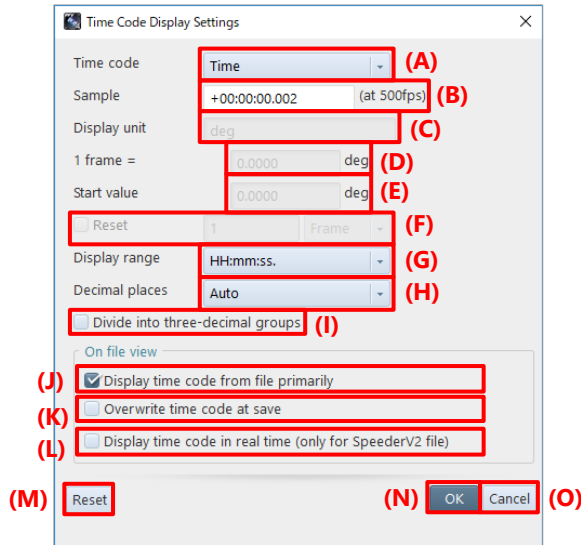 Time Code Display Settings
Time code Time (A)
Sample +00:00:00.002 (at 500fps) (B)
Display unit deg (C)
1 frame = 0.0000 deg (D)
Start value 0.0000 deg (E)
Reset 1 Frame (F)
Display range HH:mm:ss. (G)
Decimal places Auto (H)
Divide into three-decimal groups (I)
On file view
(J) Display time code from file primarily
(K) Overwrite time code at save
(L) Display time code in real time (only for SpeederV2 file)
(M) Reset (N) OK Cancel (O)